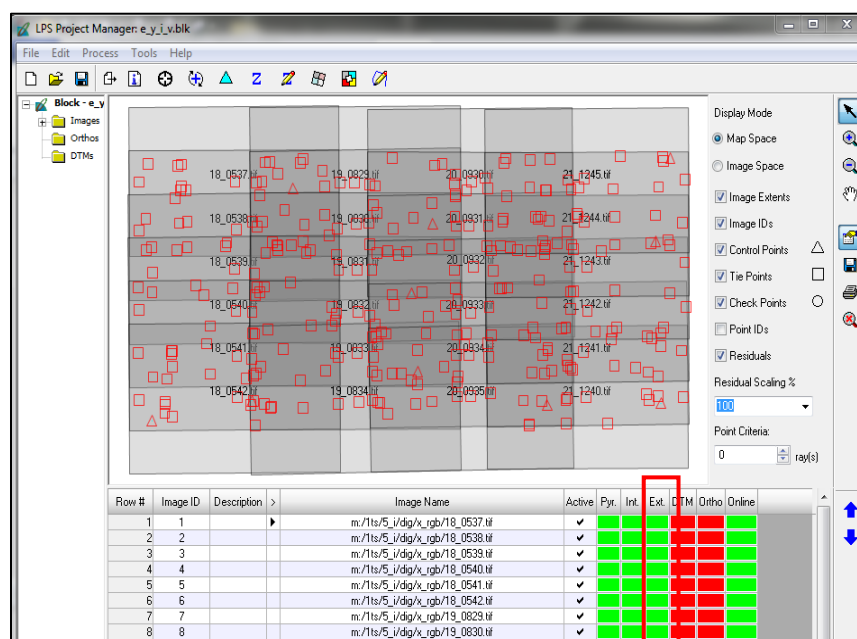 LPS Project Manager: e_y_i_v.blk
File Edit Process Tools Help
Block - e_y
Images
Orthos
DTMs
18_0537.tif 19_0829.tif 20_0930.tif 21_1245.tif
18_0538.tif 19_0830.tif 20_0931.tif 21_1244.tif
18_0539.tif 19_0831.tif 20_0932.tif 21_1243.tif
18_0540.tif 19_0832.tif 20_0933.tif 21_1242.tif
18_0541.tif 19_0833.tif 20_0934.tif 21_1241.tif
18_0542.tif 19_0834.tif 20_0935.tif 21_1240.tif
Display Mode
Map Space
Image Space
Image Extents
Image IDs
Control Points
Tie Points
Check Points
Point IDs
Residuals
Residual Scaling %
100
Point Criteria:
0 ray(s)
Row # Image ID Description > Image Name Active Pyr. Int. Ext. DTM Ortho Online
1 1 m:/1ts/5_i/dig/x_rgb/18_0537.tif
2 2 m:/1ts/5_i/dig/x_rgb/18_0538.tif
3 3 m:/1ts/5_i/dig/x_rgb/18_0539.tif
4 4 m:/1ts/5_i/dig/x_rgb/18_0540.tif
5 5 m:/1ts/5_i/dig/x_rgb/18_0541.tif
6 6 m:/1ts/5_i/dig/x_rgb/18_0542.tif
7 7 m:/1ts/5_i/dig/x_rgb/19_0829.tif
8 8 m:/1ts/5_i/dig/x_rgb/19_0830.tif